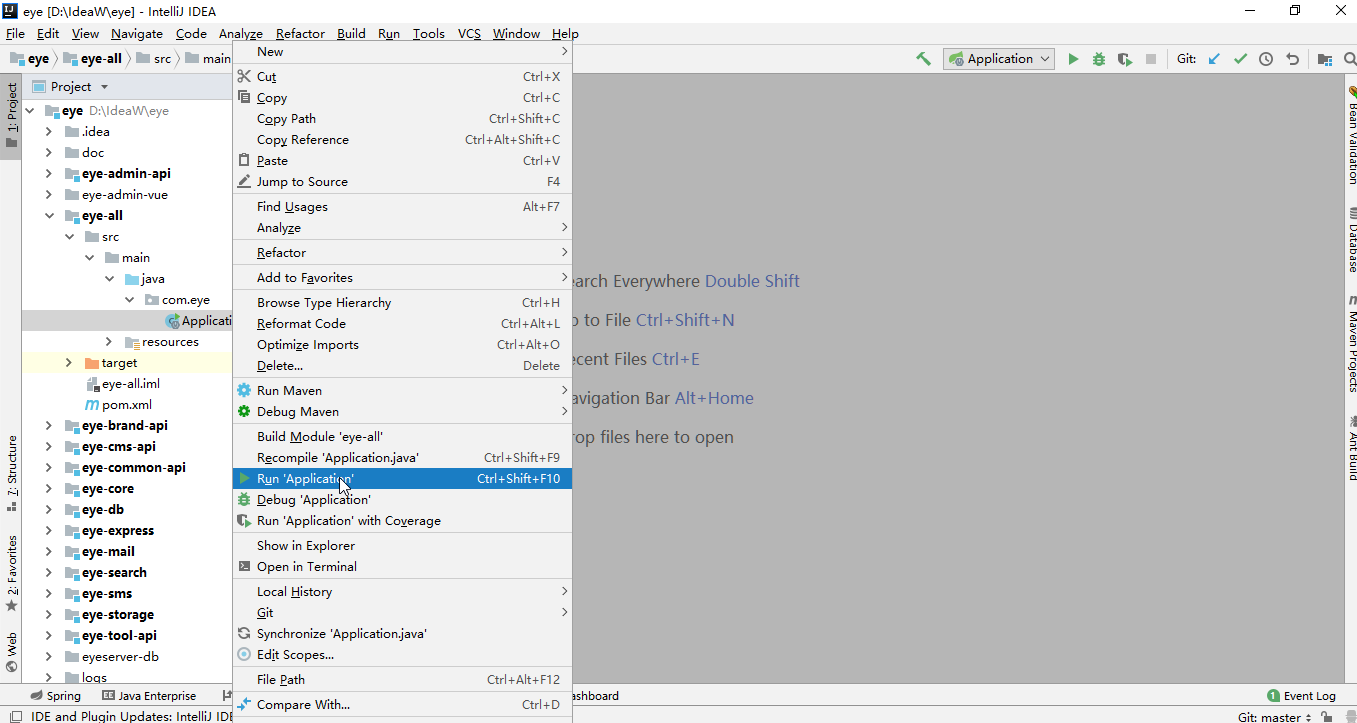 eye [D:\IdeaW\eye] - IntelliJ IDEA
File Edit View Navigate Code Analyze Refactor Build Run Tools VCS Window Help
eye eye-all src main
Application Git:
Project
1: Project
7: Structure
2: Favorites
Web
eye D:\IdeaW\eye
.idea
doc
eye-admin-api
eye-admin-vue
eye-all
src
main
java
com.eye
Applicati
resources
target
eye-all.iml
pom.xml
eye-brand-api
eye-cms-api
eye-common-api
eye-core
eye-db
eye-express
eye-mail
eye-search
eye-sms
eye-storage
eye-tool-api
eyeserver-db
logs
New
Cut Ctrl+X
Copy Ctrl+C
Copy Path Ctrl+Shift+C
Copy Reference Ctrl+Alt+Shift+C
Paste Ctrl+V
Jump to Source F4
Find Usages Alt+F7
Analyze
Refactor
Add to Favorites
Browse Type Hierarchy Ctrl+H
Reformat Code Ctrl+Alt+L
Optimize Imports Ctrl+Alt+O
Delete... Delete
Run Maven
Debug Maven
Build Module 'eye-all'
Recompile 'Application.java' Ctrl+Shift+F9
Run 'Application' Ctrl+Shift+F10
Debug 'Application'
Run 'Application' with Coverage
Show in Explorer
Open in Terminal
Local History
Git
Synchronize 'Application.java'
Edit Scopes...
File Path Ctrl+Alt+F12
Compare With... Ctrl+D
arch Everywhere Double Shift
o to File Ctrl+Shift+N
ecent Files Ctrl+E
avigation Bar Alt+Home
rop files here to open
Bean Validation
Database
Maven Projects
Ant Build
Spring Java Enterprise ashboard 1 Event Log
IDE and Plugin Updates: IntelliJ IDE Git: master